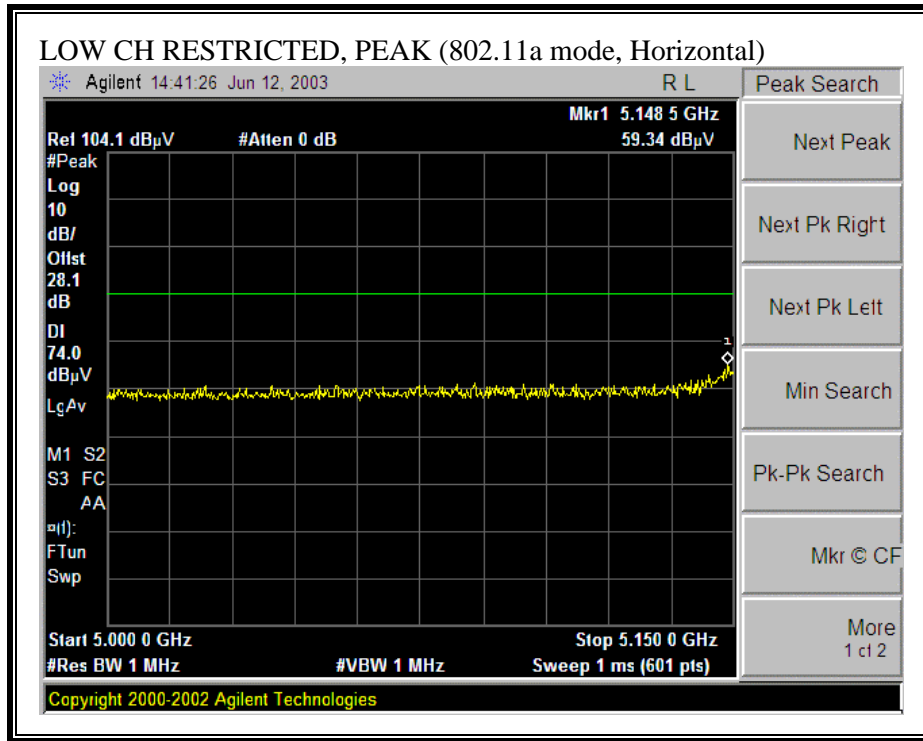 LOW CH RESTRICTED, PEAK (802.11a mode, Horizontal)
Agilent 14:41:26 Jun 12, 2003 R L
Peak Search
Mkr1 5.148 5 GHz
Ref 104.1 dBµV #Atten 0 dB 59.34 dBµV
#Peak
Log
10
dB/
Offst
28.1
dB
DI
74.0
dBµV
LgAv
M1 S2
S3 FC
AA
¤(f):
FTun
Swp
1
Start 5.000 0 GHz Stop 5.150 0 GHz
#Res BW 1 MHz #VBW 1 MHz Sweep 1 ms (601 pts)
Copyright 2000-2002 Agilent Technologies
Next Peak
Next Pk Right
Next Pk Left
Min Search
Pk-Pk Search
Mkr © CF
More
1 of 2